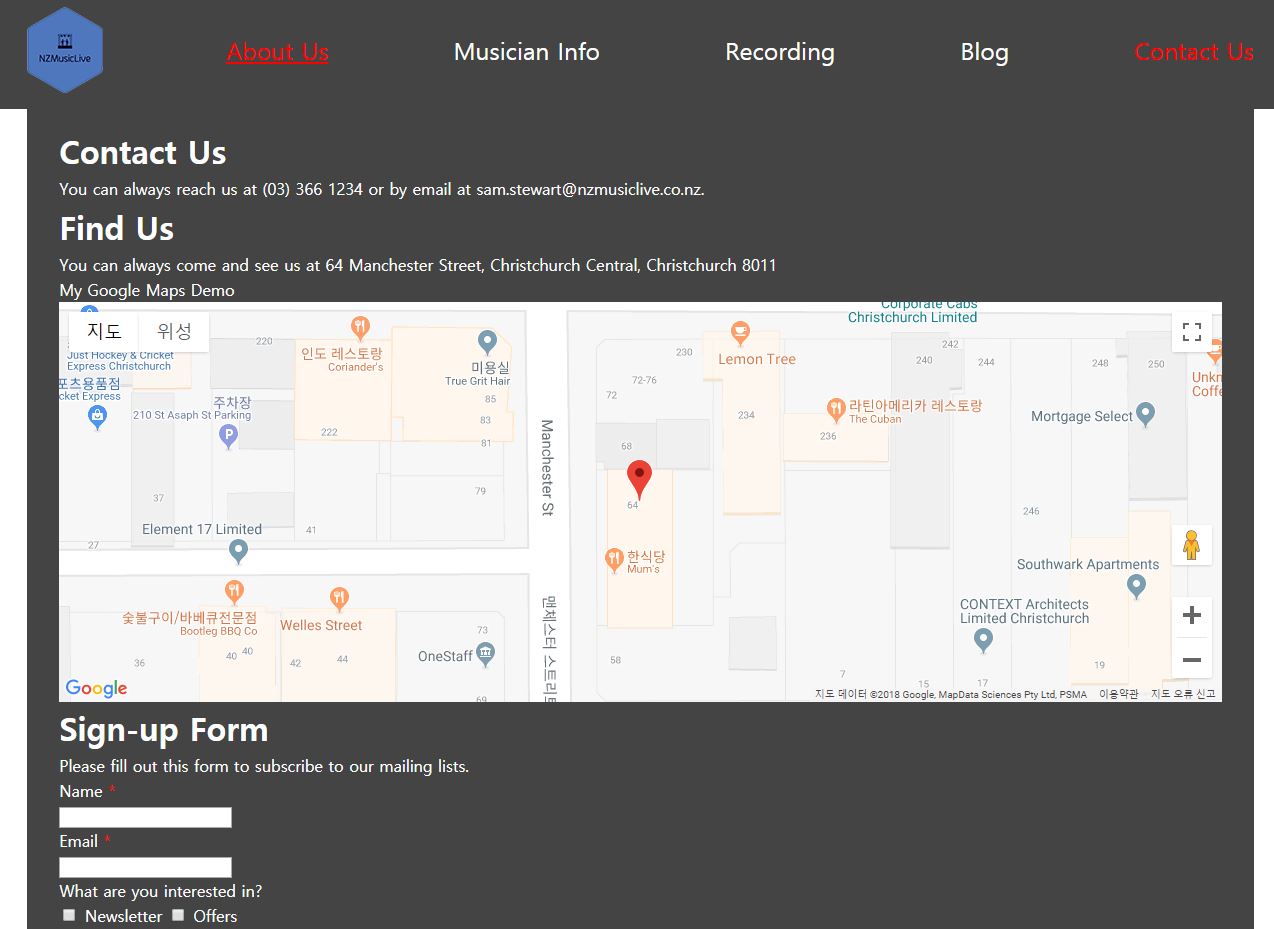 NZMusicLive
About Us
Musician Info
Recording
Blog
Contact Us
Contact Us
You can always reach us at (03) 366 1234 or by email at sam.stewart@nzmusiclive.co.nz.
Find Us
You can always come and see us at 64 Manchester Street, Christchurch Central, Christchurch 8011
My Google Maps Demo
지도
위성
Just Hockey & Cricket
Express Christchurch
포츠용품점
cket Express
220
인도 레스토랑
Coriander's
미용실
True Grit Hair
85
83
81
주차장
210 St Asaph St Parking
222
79
37
Element 17 Limited
41
27
Manchester St
Corporate Cabs
Christchurch Limited
230
Lemon Tree
72-76
72
68
234
64
한식당
Mum's
라틴아메리카 레스토랑
The Cuban
236
240
242
244
248
250
Mortgage Select
Unkn
Coffe
246
Southwark Apartments
CONTEXT Architects
Limited Christchurch
숯불구이/바베큐전문점
Bootleg BBQ Co
Welles Street
36
40
40
42
44
73
OneStaff
69
맨체스터 스트리트
58
7
15
17
19
Google
지도 데이터 ©2018 Google, MapData Sciences Pty Ltd, PSMA
이용약관
지도 오류 신고
Sign-up Form
Please fill out this form to subscribe to our mailing lists.
Name *
Email *
What are you interested in?
Newsletter
Offers